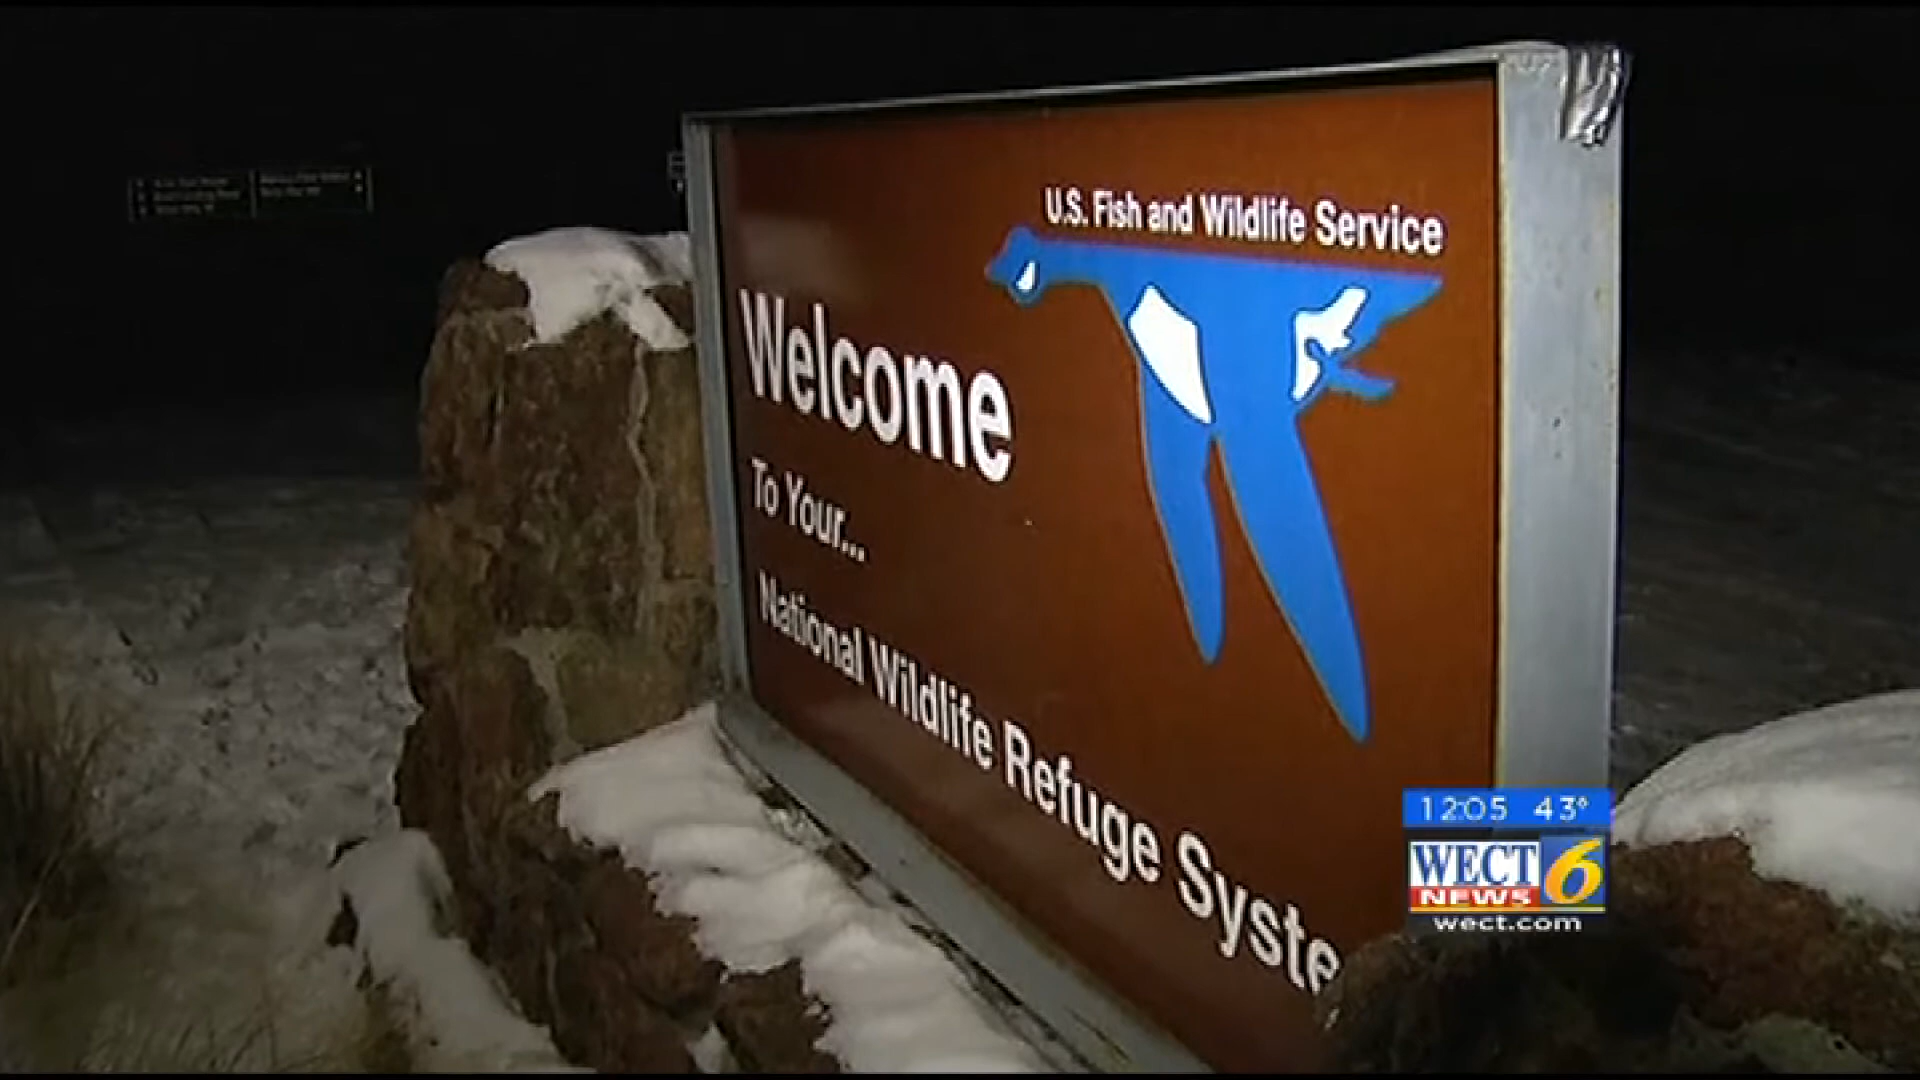 U.S. Fish and Wildlife Service
Welcome
To Your...
National Wildlife Refuge Syste
12:05 43°
WECT 6
NEWS
wect.com